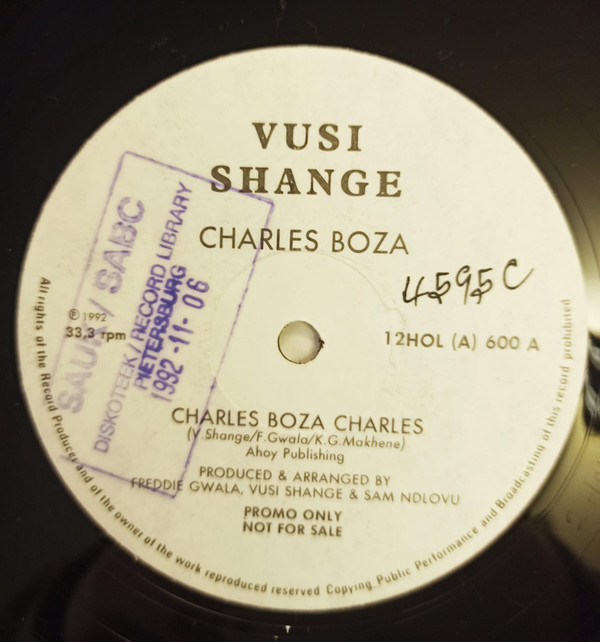 VUSI
SHANGE
CHARLES BOZA
4595C
SAUK / SABC
DISKOTEEK / RECORD LIBRARY
PIETERSBURG
1992 -11- 06
℗ 1992
33,3 rpm
12HOL (A) 600 A
CHARLES BOZA CHARLES
(V.Shange/F.Gwala/K.G.Makhene)
Ahoy Publishing
PRODUCED & ARRANGED BY
FREDDIE GWALA, VUSI SHANGE & SAM NDLOVU
PROMO ONLY
NOT FOR SALE
All rights of the Record Producer and of the owner of the work reproduced reserved Copying, Public Performance and Broadcasting of this record prohibited